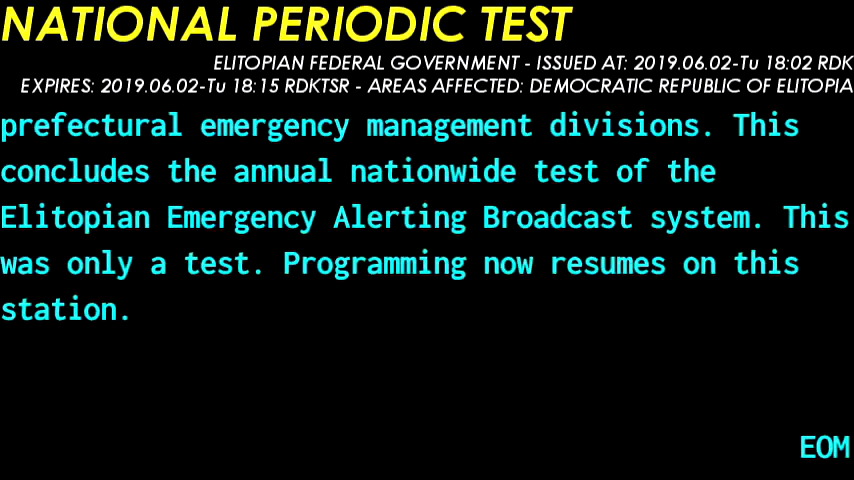 NATIONAL PERIODIC TEST
ELITOPIAN FEDERAL GOVERNMENT - ISSUED AT: 2019.06.02-Tu 18:02 RDK
EXPIRES: 2019.06.02-Tu 18:15 RDKTSR - AREAS AFFECTED: DEMOCRATIC REPUBLIC OF ELITOPIA
prefectural emergency management divisions. This
concludes the annual nationwide test of the
Elitopian Emergency Alerting Broadcast system. This
was only a test. Programming now resumes on this
station.
EOM